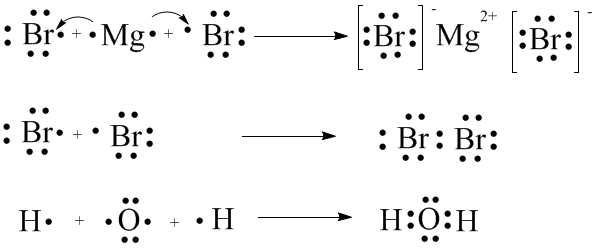 :Br· + ·Mg· + ·Br: [:Br:]⁻ Mg²⁺ [:Br:]⁻
:Br· + ·Br: :Br:Br:
H· + ·O· + ·H H:O:H